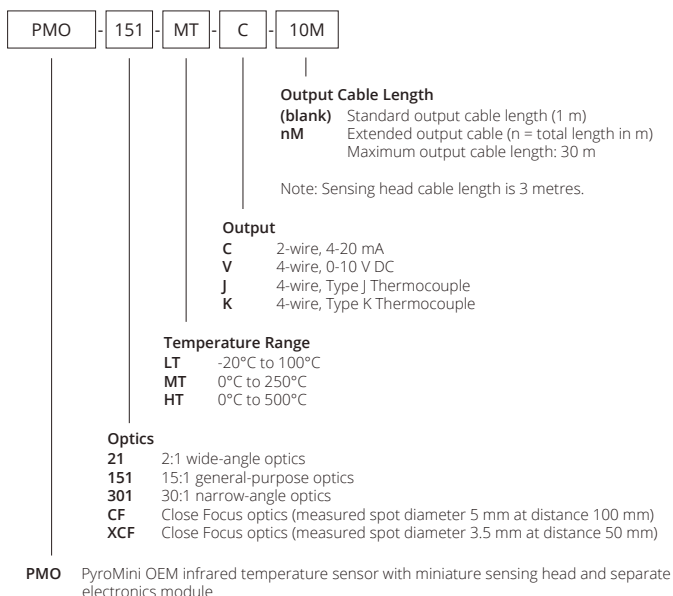 PMO - 151 - MT - C - 10M
Output Cable Length
(blank) Standard output cable length (1 m)
nM Extended output cable (n = total length in m)
Maximum output cable length: 30 m
Note: Sensing head cable length is 3 metres.
Output
C 2-wire, 4-20 mA
V 4-wire, 0-10 V DC
J 4-wire, Type J Thermocouple
K 4-wire, Type K Thermocouple
Temperature Range
LT -20°C to 100°C
MT 0°C to 250°C
HT 0°C to 500°C
Optics
21 2:1 wide-angle optics
151 15:1 general-purpose optics
301 30:1 narrow-angle optics
CF Close Focus optics (measured spot diameter 5 mm at distance 100 mm)
XCF Close Focus optics (measured spot diameter 3.5 mm at distance 50 mm)
PMO PyroMini OEM infrared temperature sensor with miniature sensing head and separate
electronics module